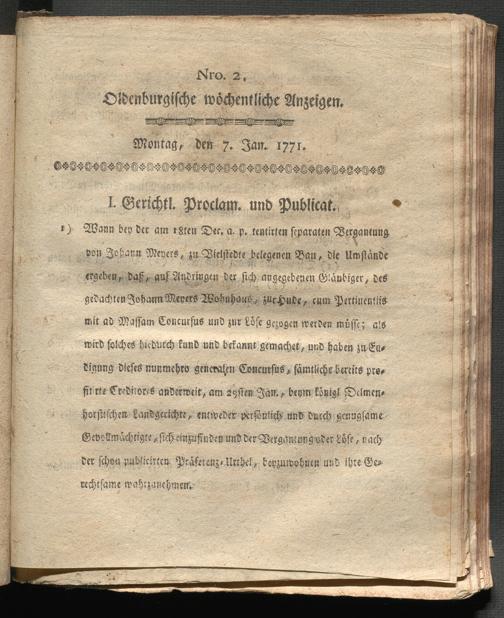 Nro. 2.
Oldenburgische wöchentliche Anzeigen.
Montag, den 7. Jan. 1771.
I. Gerichtl. Proclam. und Publicat.
1) Wann bey der am 18ten Dec. a. p. tentirten separaten Vergantung
von Johann Meyers, zu Vielstedte belegenen Bau, die Umstände
ergeben, daß, auf Andringen der sich angegebenen Gläubiger, des
gedachten Johann Meyers Wohnhaus, zur Hude, cum Pertinentiis
mit ad Massam Concursus und zur Löse gezogen werden müsse; als
wird solches hiedurch kund und bekannt gemachet, und haben zu En-
digung dieses nunmehro generalen Concursus, sämtliche bereits pro-
fitirte Creditores anderweit, am 29sten Jan., beym königl Delmen-
horstischen Landgerichte, entweder persönlich und durch genugsame
Gevollmächtigte, sich einzufinden und der Vergantung oder Löse, nach
der schon publicirten Präferenz-Urthel, beyzuwohnen und ihre Ge-
rechtsame wahrzunehmen.